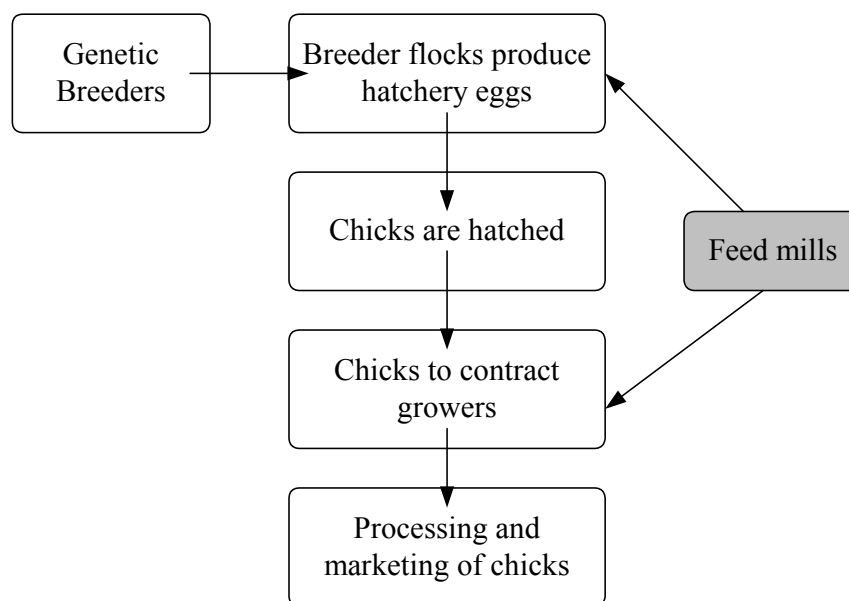 Genetic
Breeders
Breeder flocks produce
hatchery eggs
Chicks are hatched
Feed mills
Chicks to contract
growers
Processing and
marketing of chicks